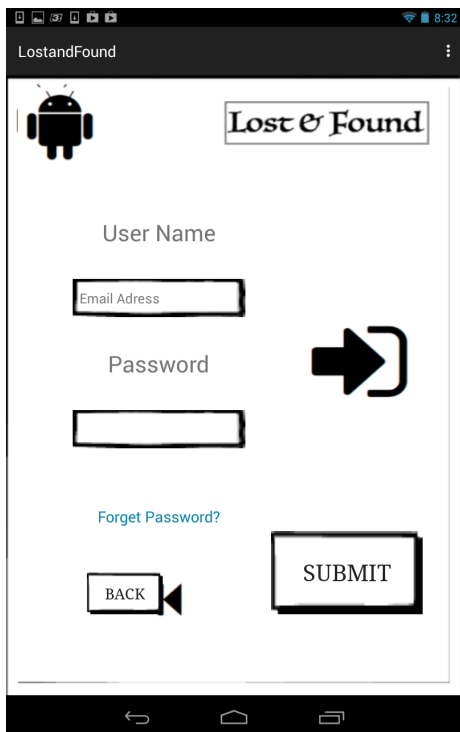 8:32
LostandFound
Lost & Found
User Name
Email Adress
Password
Forget Password?
SUBMIT
BACK